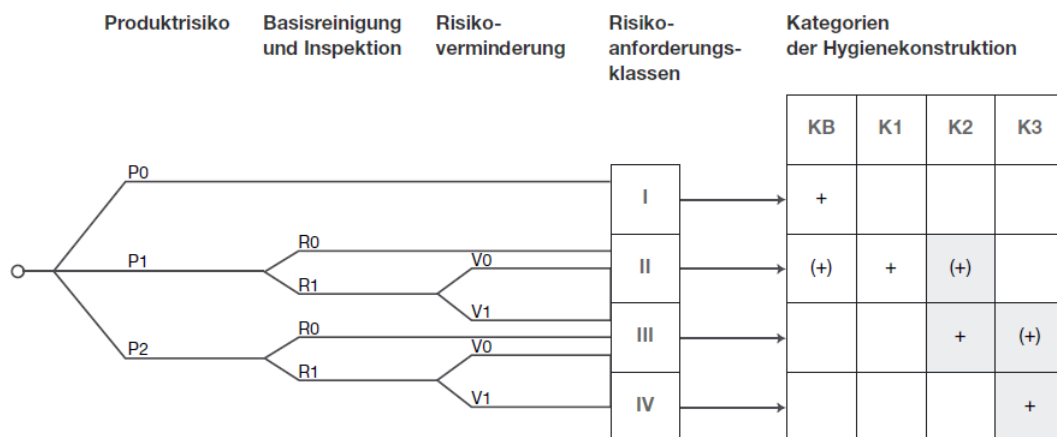 Produktrisiko
Basisreinigung
und Inspektion
Risiko-
verminderung
Risiko-
anforderungs-
klassen
Kategorien
der Hygienekonstruktion
KB K1 K2 K3
P0
I +
R0
P1 V0 II (+) + (+)
R1
V1
R0 III + (+)
P2 V0
R1
V1 IV +